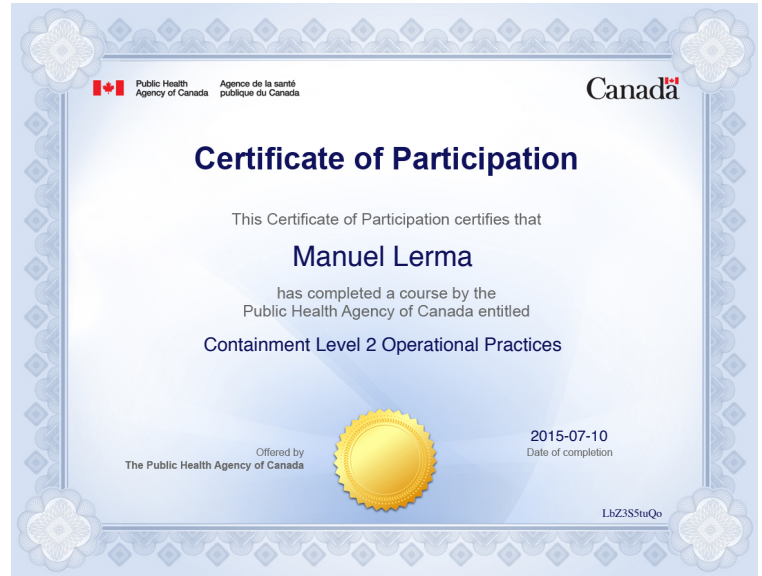 Public Health Agence de la santé
Agency of Canada publique du Canada
Canada
Certificate of Participation
This Certificate of Participation certifies that
Manuel Lerma
has completed a course by the
Public Health Agency of Canada entitled
Containment Level 2 Operational Practices
2015-07-10
Date of completion
Offered by
The Public Health Agency of Canada
LbZ3S5tuQo